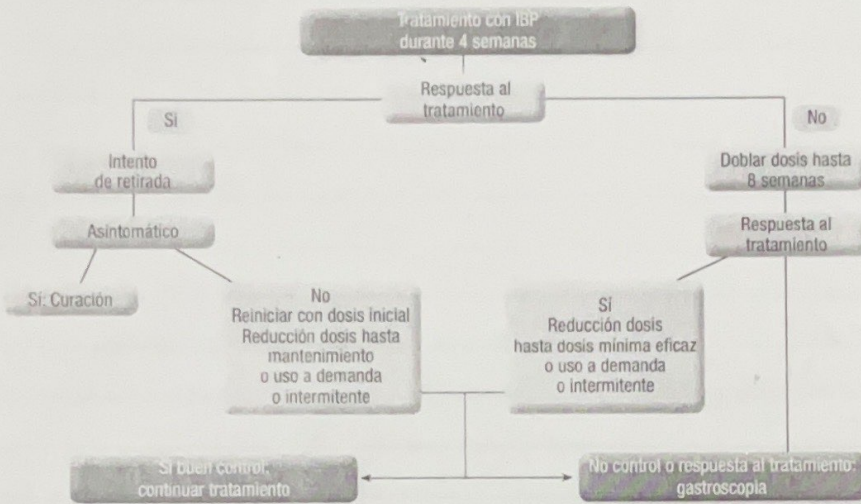 Tratamiento con IBP
durante 4 semanas
Respuesta al
tratamiento
Si
No
Intento
de retirada
Doblar dosis hasta
8 semanas
Asintomático
Respuesta al
tratamiento
Sí: Curación
No
Reiniciar con dosis inicial
Reducción dosis hasta
mantenimiento
o uso a demanda
o intermitente
Sí
Reducción dosis
hasta dosis mínima eficaz
o uso a demanda
o intermitente
Si buen control,
continuar tratamiento
No control o respuesta al tratamiento:
gastroscopia